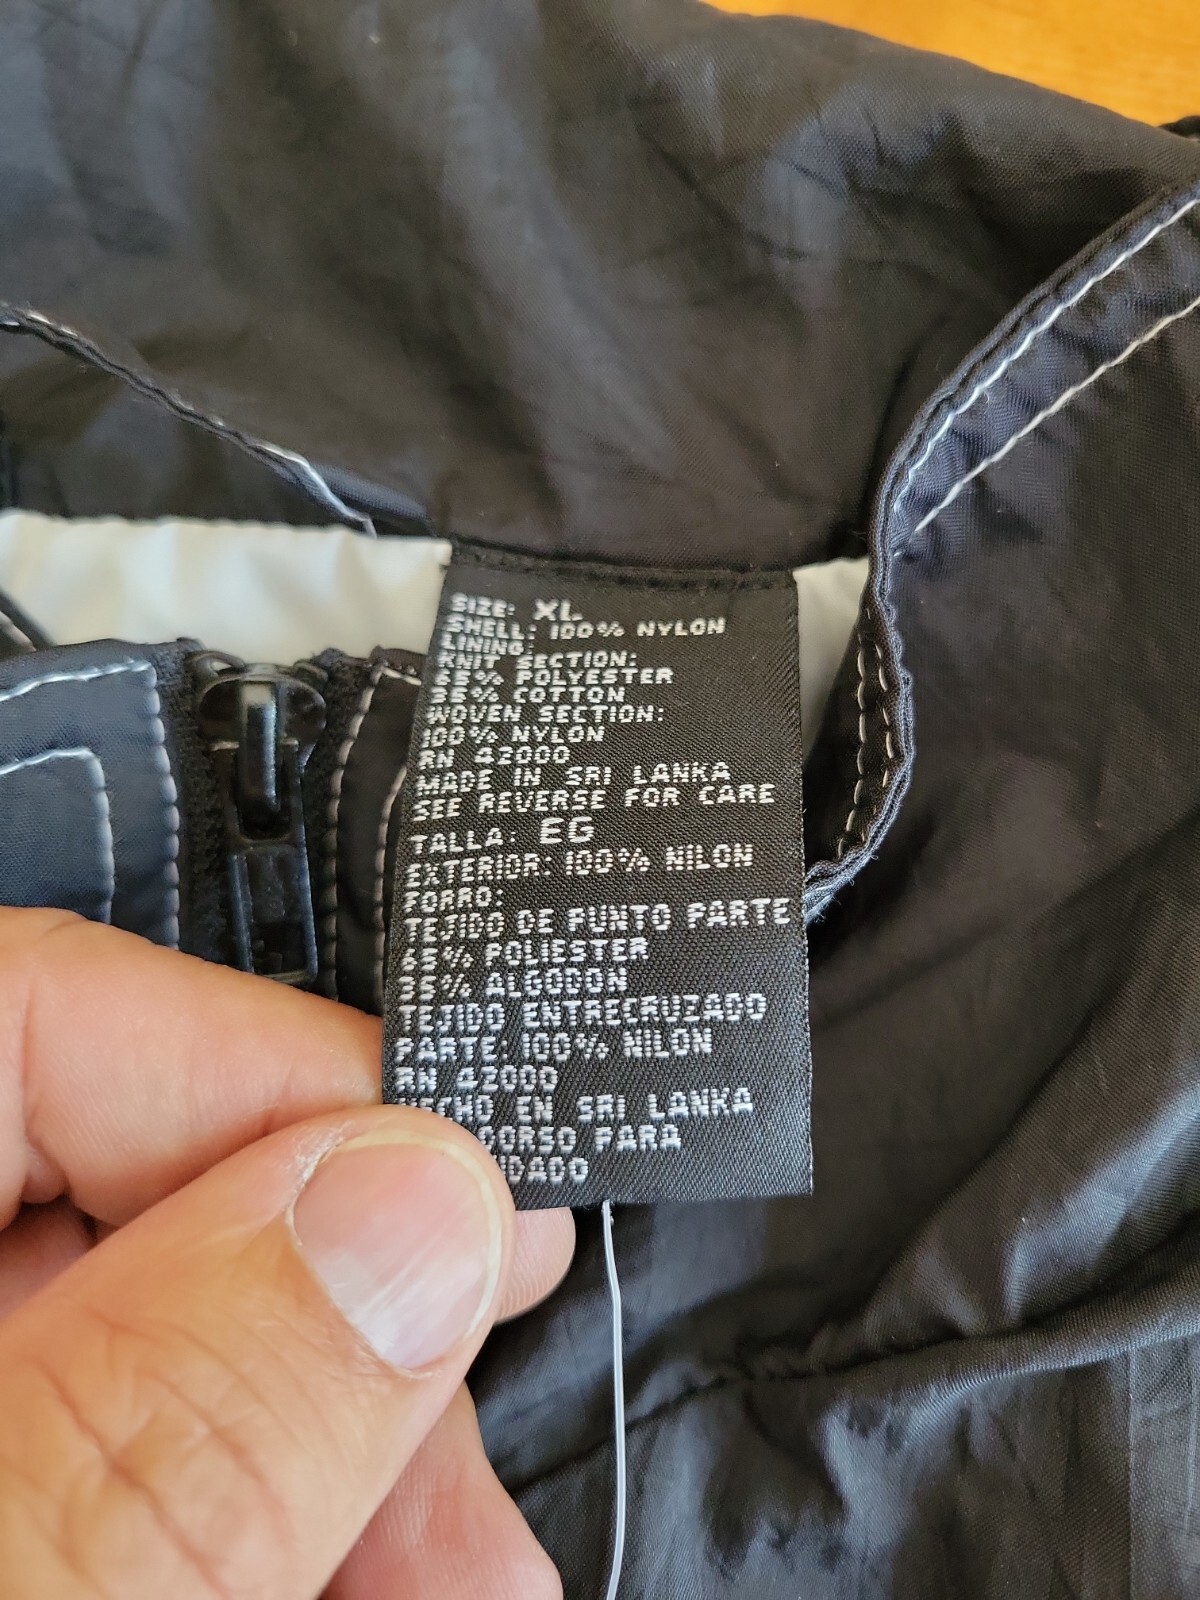 SIZE: XL
SHELL: 100% NYLON
LINING:
KNIT SECTION:
65% POLYESTER
35% COTTON
WOVEN SECTION:
100% NYLON
RN 42000
MADE IN SRI LANKA
SEE REVERSE FOR CARE
TALLA: EG
EXTERIOR: 100% NILON
FORRO:
TEJIDO DE PUNTO PARTE
65% POLIESTER
35% ALGODON
TEJIDO ENTRECRUZADO
PARTE 100% NILON
RN 42000
HECHO EN SRI LANKA
PARA